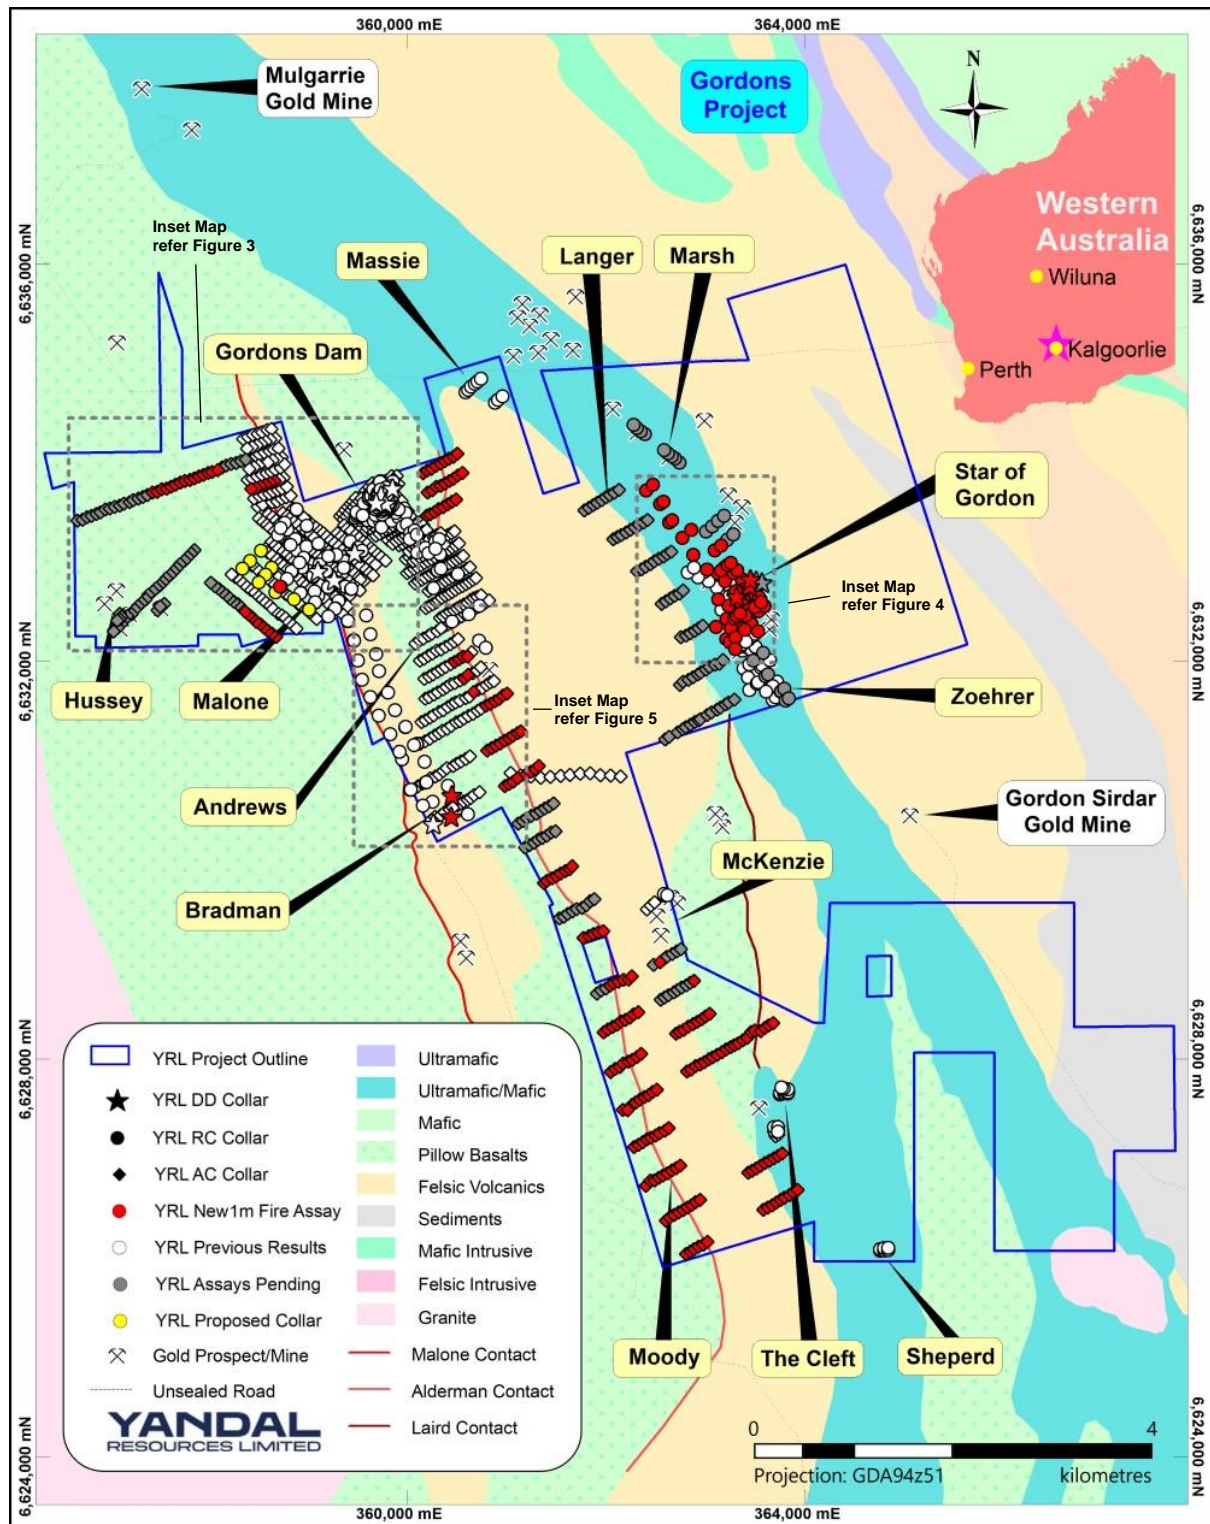 360,000 mE
364,000 mE
Mulgarrie
Gold Mine
Gordons
Project
N
Western
Australia
Wiluna
Kalgoorlie
Perth
6,636,000 mN
6,636,000 mN
Inset Map
refer Figure 3
Massie
Langer
Marsh
Gordons Dam
Star of
Gordon
Inset Map
refer Figure 4
6,632,000 mN
6,632,000 mN
Hussey
Malone
Zoehrer
Inset Map
refer Figure 5
Andrews
Gordon Sirdar
Gold Mine
McKenzie
Bradman
6,628,000 mN
6,628,000 mN
YRL Project Outline
YRL DD Collar
YRL RC Collar
YRL AC Collar
YRL New1m Fire Assay
YRL Previous Results
YRL Assays Pending
YRL Proposed Collar
Gold Prospect/Mine
Unsealed Road
YANDAL
RESOURCES LIMITED
Ultramafic
Ultramafic/Mafic
Mafic
Pillow Basalts
Felsic Volcanics
Sediments
Mafic Intrusive
Felsic Intrusive
Granite
Malone Contact
Alderman Contact
Laird Contact
Moody
The Cleft
Sheperd
0
4
Projection: GDA94z51
kilometres
6,624,000 mN
6,624,000 mN
360,000 mE
364,000 mE